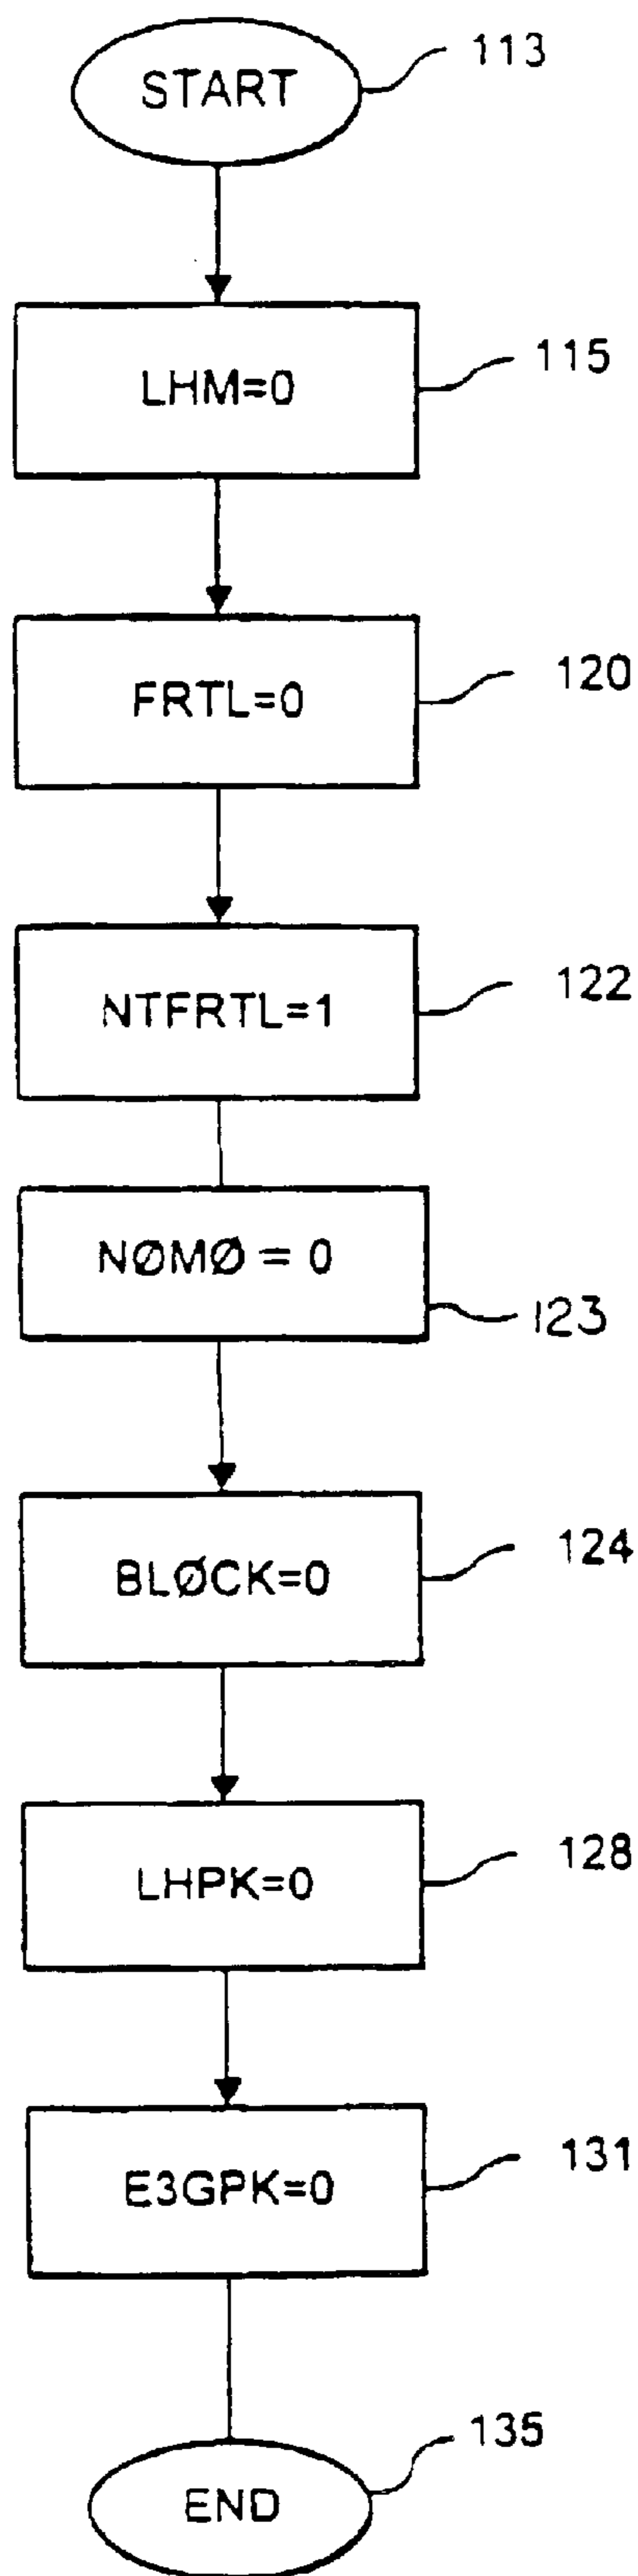 START
113
LHM=0
115
FRTL=0
120
NTFRTL=1
122
NØMØ = 0
123
BLØCK=0
124
LHPK=0
128
E3GPK=0
131
END
135